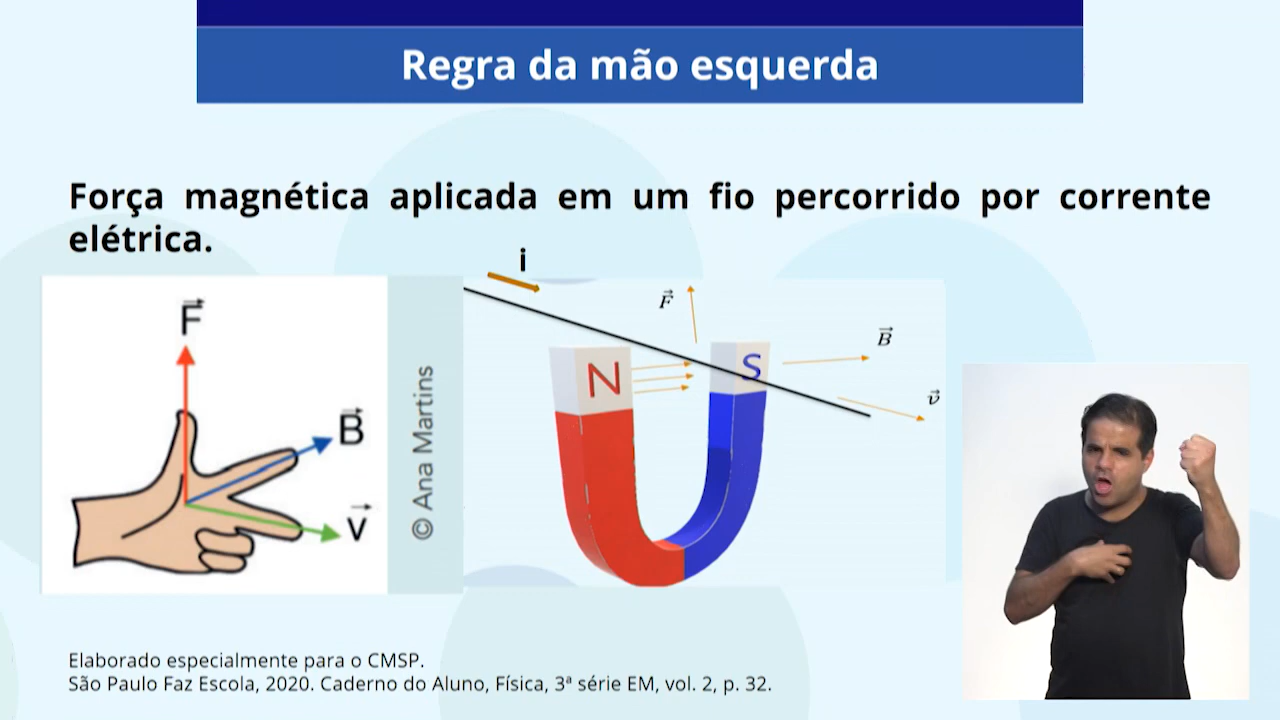 Regra da mão esquerda
Força magnética aplicada em um fio percorrido por corrente
elétrica.
i
F
B
V
© Ana Martins
F
B
v
N
S
Elaborado especialmente para o CMSP.
São Paulo Faz Escola, 2020. Caderno do Aluno, Física, 3ª série EM, vol. 2, p. 32.